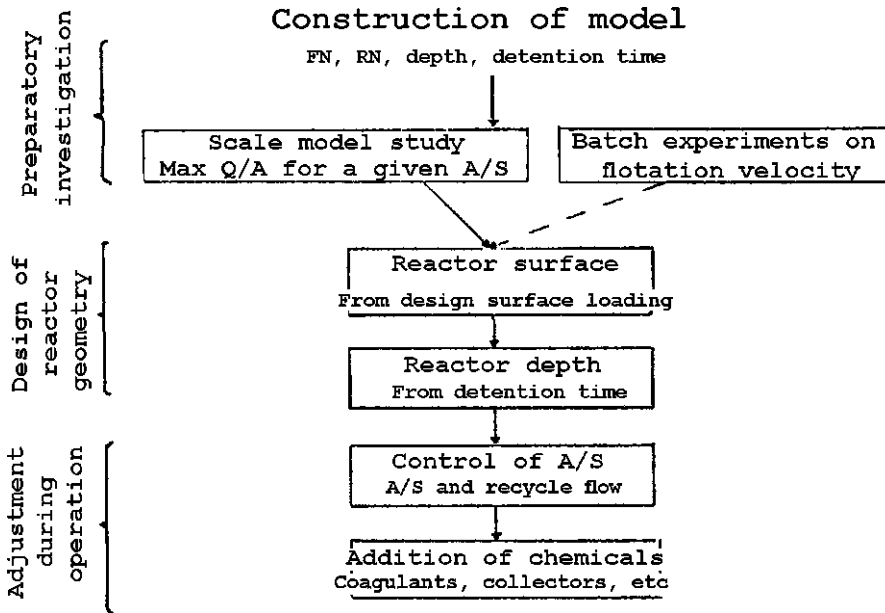 Construction of model
FN, RN, depth, detention time
Preparatory
investigation
Scale model study
Max Q/A for a given A/S
Batch experiments on
flotation velocity
Design of
reactor
geometry
Reactor surface
From design surface loading
Reactor depth
From detention time
Adjustment
during
operation
Control of A/S
A/S and recycle flow
Addition of chemicals
Coagulants, collectors, etc